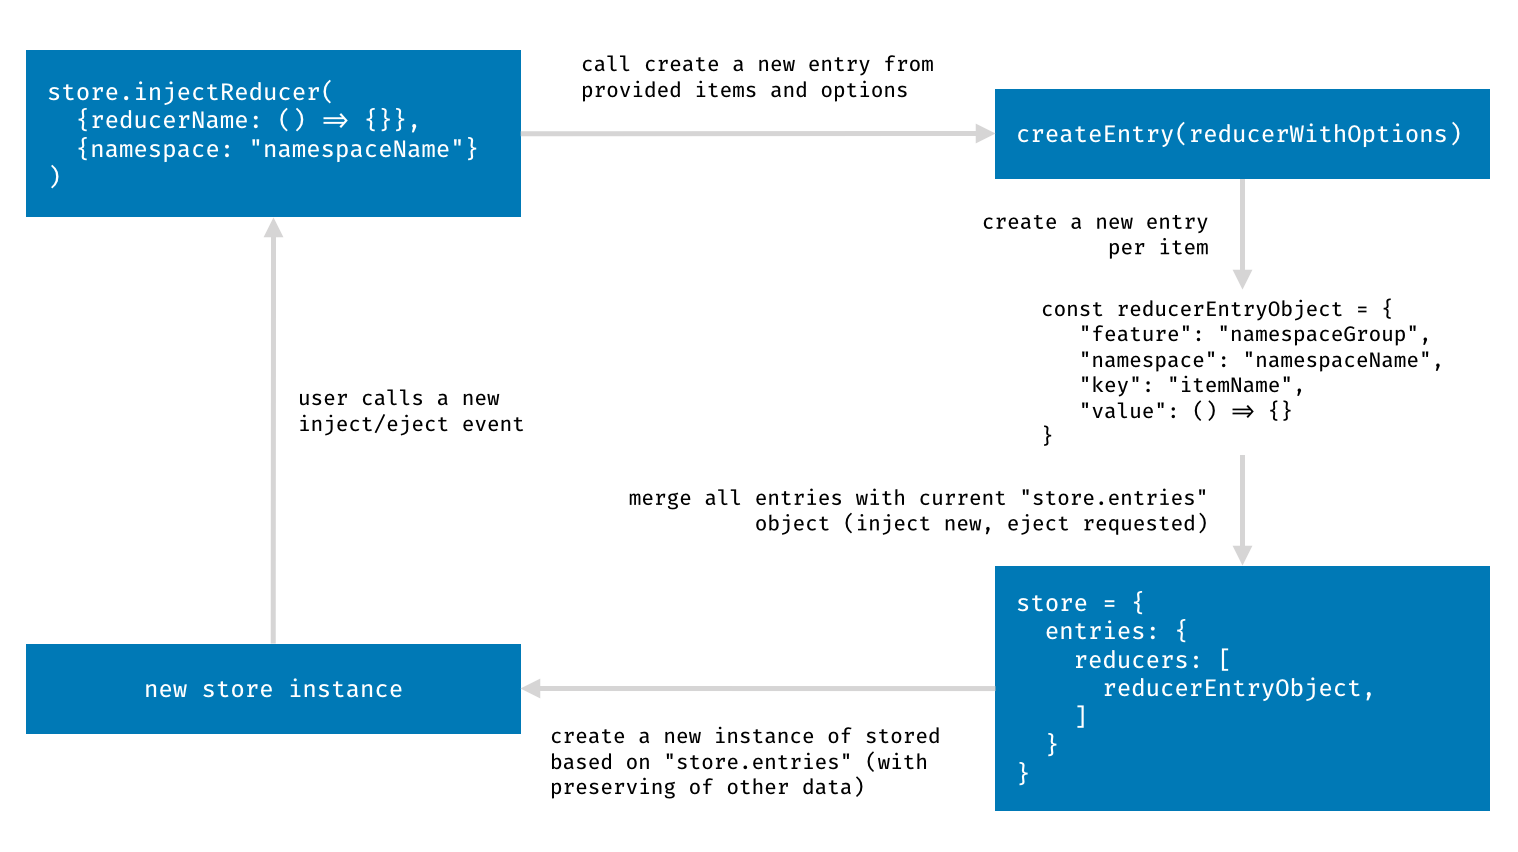 store.injectReducer(
  {reducerName: () => {}},
  {namespace: "namespaceName"}
)
call create a new entry from
provided items and options
createEntry(reducerWithOptions)
create a new entry
per item
const reducerEntryObject = {
   "feature": "namespaceGroup",
   "namespace": "namespaceName",
   "key": "itemName",
   "value": () => {}
}
user calls a new
inject/eject event
merge all entries with current "store.entries"
object (inject new, eject requested)
store = {
  entries: {
    reducers: [
      reducerEntryObject,
    ]
  }
}
new store instance
create a new instance of stored
based on "store.entries" (with
preserving of other data)